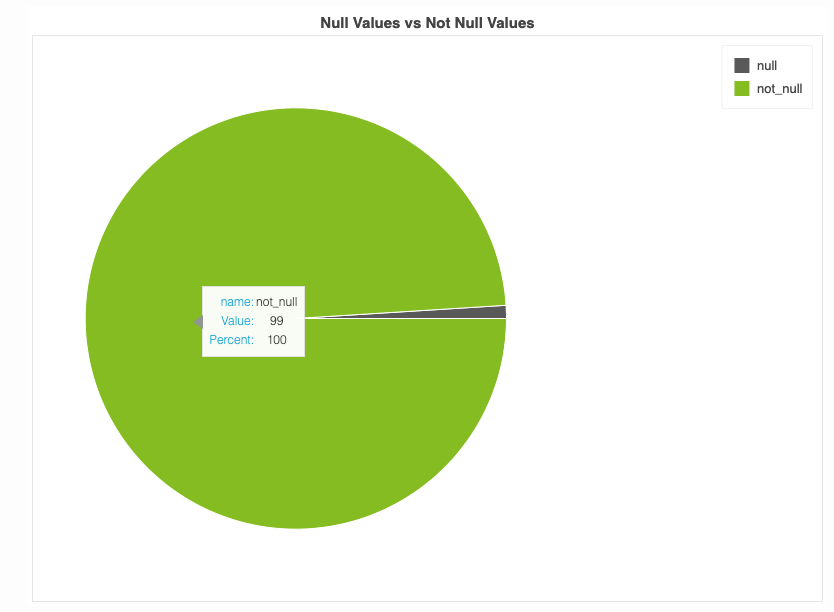 Null Values vs Not Null Values
null
not_null
name: not_null
Value: 99
Percent: 100